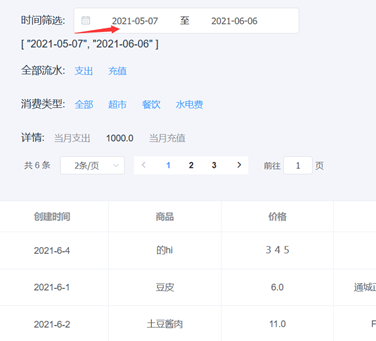 时间筛选: 2021-05-07 至 2021-06-06
[ "2021-05-07", "2021-06-06" ]
全部流水: 支出 充值
消费类型: 全部 超市 餐饮 水电费
详情: 当月支出 1000.0 当月充值
共 6 条 2条/页 1 2 3 前往 1 页
创建时间 商品 价格
2021-6-4 的hi 3 4 5
2021-6-1 豆皮 6.0 通城
2021-6-2 土豆酱肉 11.0 F